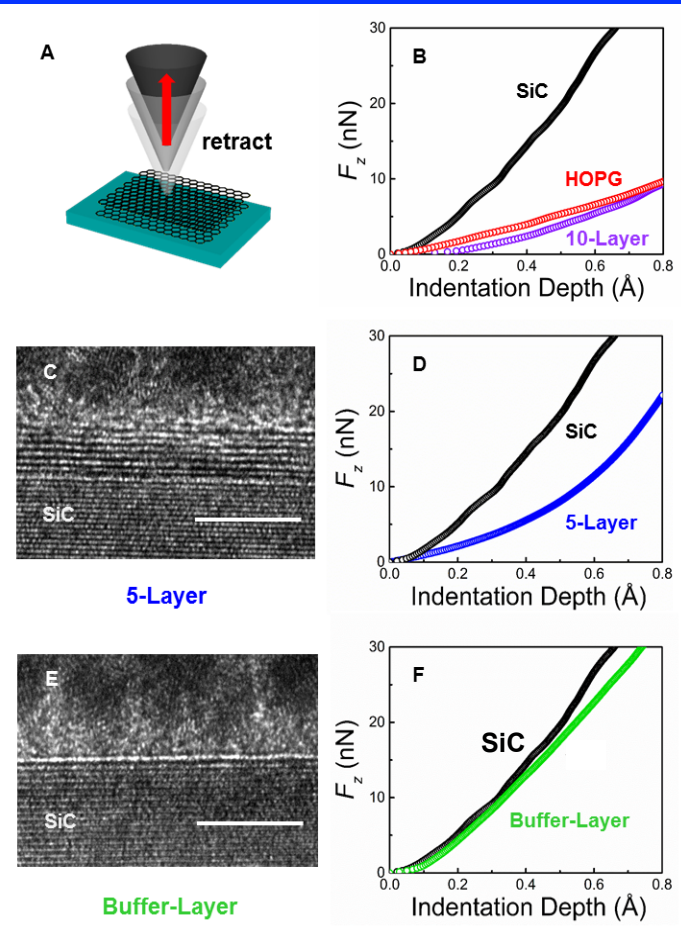 A
retract
B
SiC
HOPG
10-Layer
F_z (nN)
30
20
10
0
0.0 0.2 0.4 0.6 0.8
Indentation Depth (Å)
C
SiC
5-Layer
D
SiC
5-Layer
F_z (nN)
30
20
10
0
0.0 0.2 0.4 0.6 0.8
Indentation Depth (Å)
E
SiC
Buffer-Layer
F
SiC
Buffer-Layer
F_z (nN)
30
20
10
0
0.0 0.2 0.4 0.6 0.8
Indentation Depth (Å)